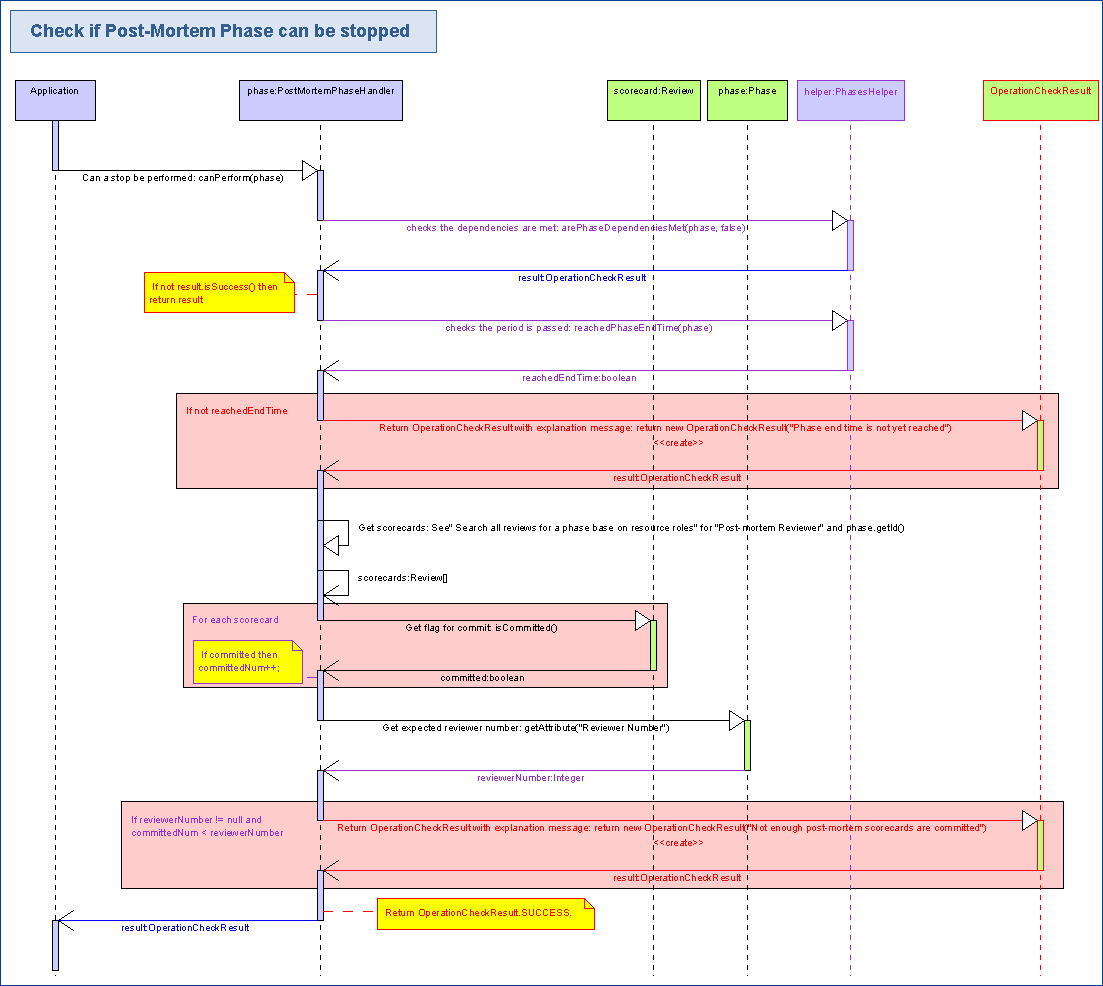 Check if Post-Mortem Phase can be stopped
Application
phase:PostMortemPhaseHandler
scorecard:Review
phase:Phase
helper:PhasesHelper
OperationCheckResult
Can a stop be performed: canPerform(phase)
checks the dependencies are met: arePhaseDependenciesMet(phase, false)
result:OperationCheckResult
If not result.isSuccess() then
return result
checks the period is passed: reachedPhaseEndTime(phase)
reachedEndTime:boolean
If not reachedEndTime
Return OperationCheckResult with explanation message: return new OperationCheckResult("Phase end time is not yet reached")
<<create>>
result:OperationCheckResult
Get scorecards: See" Search all reviews for a phase base on resource roles" for "Post-mortem Reviewer" and phase.getId()
scorecards:Review[]
For each scorecard
Get flag for commit: isCommitted()
If committed then
committedNum++;
committed:boolean
Get expected reviewer number: getAttribute("Reviewer Number")
reviewerNumber:Integer
If reviewerNumber != null and
committedNum < reviewerNumber
Return OperationCheckResult with explanation message: return new OperationCheckResult("Not enough post-mortem scorecards are committed")
<<create>>
result:OperationCheckResult
Return OperationCheckResult.SUCCESS.
result:OperationCheckResult